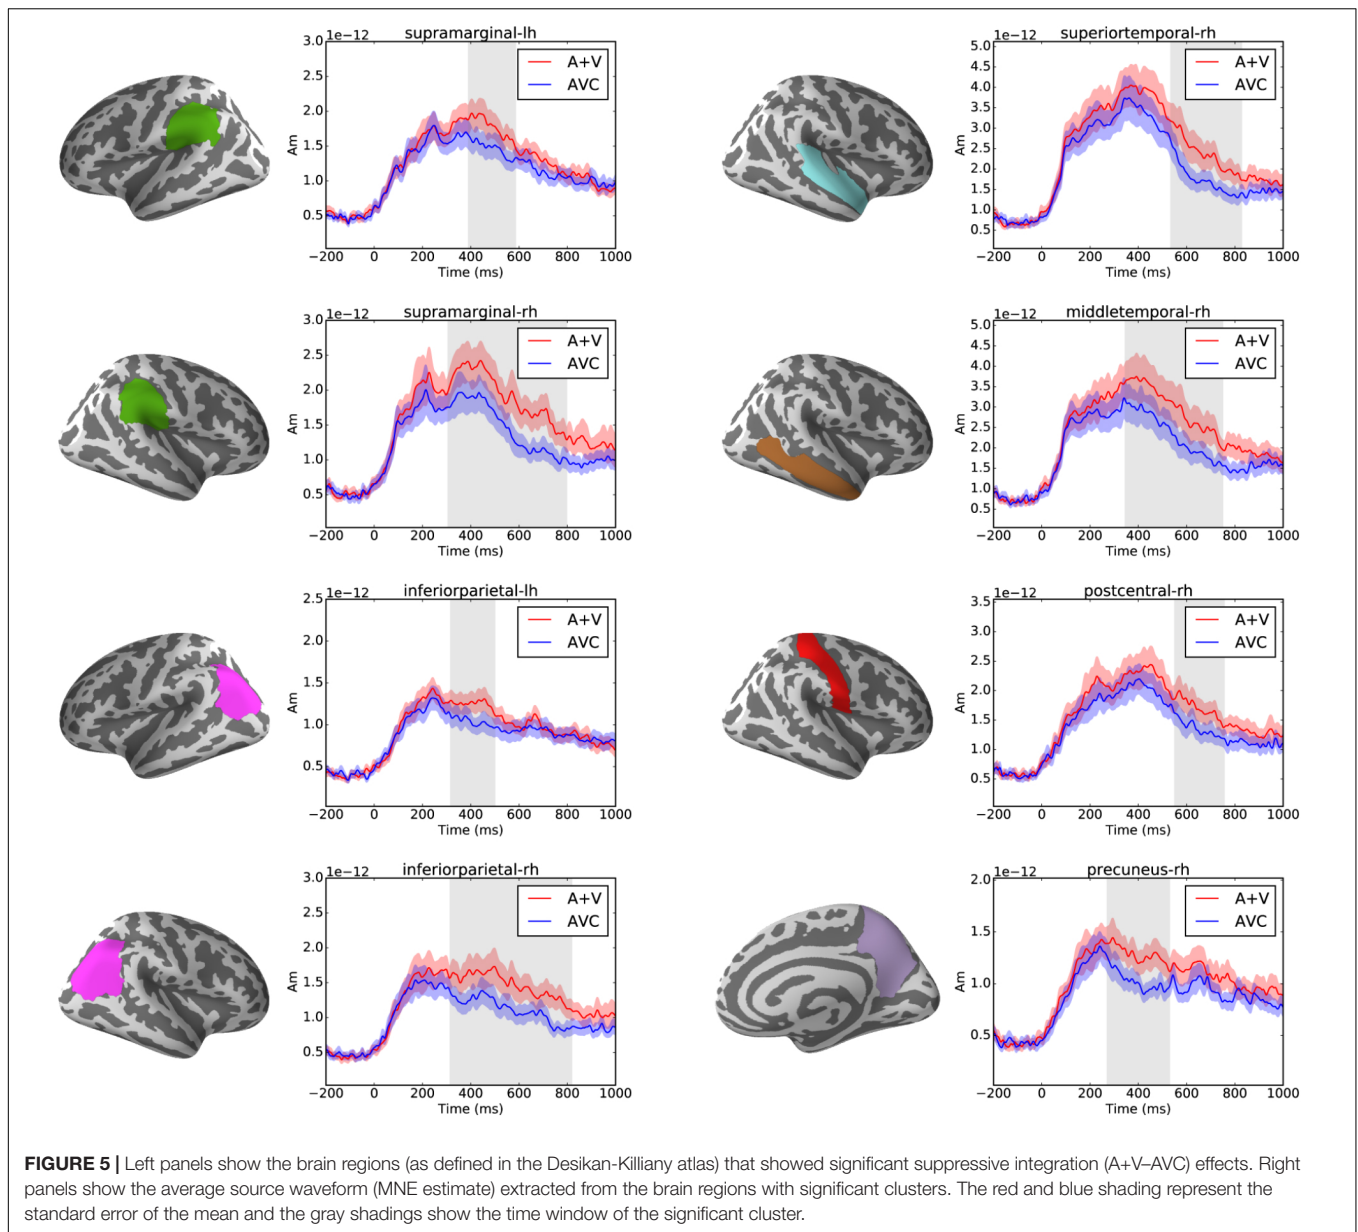 supramarginal-lh
1e−12
3.0
2.5
2.0
1.5
1.0
0.5
Am
A+V
AVC
−200 0 200 400 600 800 1000
Time (ms)
superiortemporal-rh
1e−12
5.0
4.5
4.0
3.5
3.0
2.5
2.0
1.5
1.0
0.5
Am
A+V
AVC
−200 0 200 400 600 800 1000
Time (ms)
supramarginal-rh
1e−12
3.0
2.5
2.0
1.5
1.0
0.5
Am
A+V
AVC
−200 0 200 400 600 800 1000
Time (ms)
middletemporal-rh
1e−12
5.0
4.5
4.0
3.5
3.0
2.5
2.0
1.5
1.0
0.5
Am
A+V
AVC
−200 0 200 400 600 800 1000
Time (ms)
inferiorparietal-lh
1e−12
2.5
2.0
1.5
1.0
0.5
Am
A+V
AVC
−200 0 200 400 600 800 1000
Time (ms)
postcentral-rh
1e−12
3.5
3.0
2.5
2.0
1.5
1.0
0.5
Am
A+V
AVC
−200 0 200 400 600 800 1000
Time (ms)
inferiorparietal-rh
1e−12
3.0
2.5
2.0
1.5
1.0
0.5
Am
A+V
AVC
−200 0 200 400 600 800 1000
Time (ms)
precuneus-rh
1e−12
2.0
1.5
1.0
0.5
Am
A+V
AVC
−200 0 200 400 600 800 1000
Time (ms)
FIGURE 5 | Left panels show the brain regions (as defined in the Desikan-Killiany atlas) that showed significant suppressive integration (A+V–AVC) effects. Right
panels show the average source waveform (MNE estimate) extracted from the brain regions with significant clusters. The red and blue shading represent the
standard error of the mean and the gray shadings show the time window of the significant cluster.